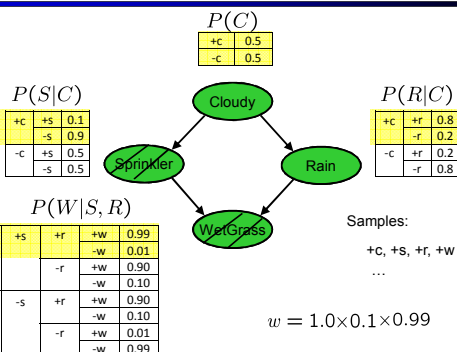 P(C)
+c 0.5
-c 0.5
P(S|C)
+c +s 0.1
-s 0.9
-c +s 0.5
-s 0.5
Cloudy
P(R|C)
+c +r 0.8
-r 0.2
-c +r 0.2
-r 0.8
Sprinkler
Rain
P(W|S, R)
+s +r +w 0.99
-w 0.01
-r +w 0.90
-w 0.10
-s +r +w 0.90
-w 0.10
-r +w 0.01
-w 0.99
WetGrass
Samples:
+c, +s, +r, +w
...
w = 1.0×0.1×0.99